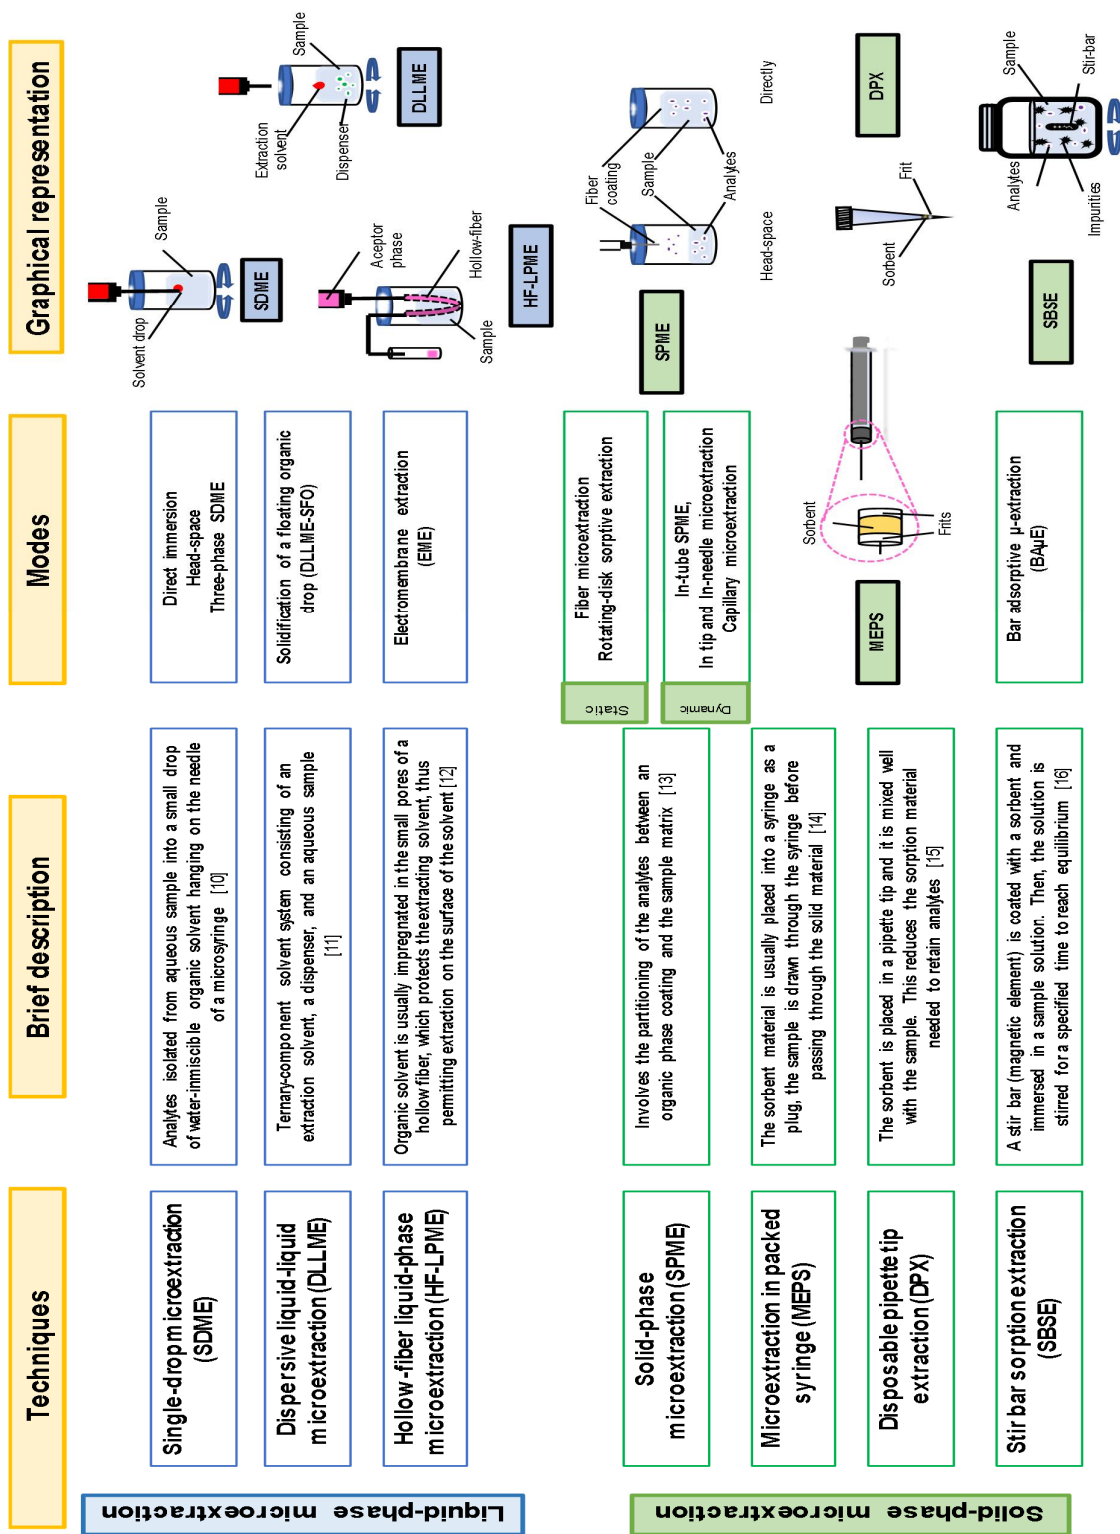 Techniques
Brief description
Modes
Graphical representation
Liquid-phase microextraction
Single-drop microextraction
(SDME)
Analytes isolated from aqueous sample into a small drop
of water-inmiscible organic solvent hanging on the needle
of a microsyringe [10]
Direct immersion
Head-space
Three-phase SDME
Dispersive liquid-liquid
microextraction (DLLME)
Ternary-component solvent system consisting of an
extraction solvent, a dispenser, and an aqueous sample
[11]
Solidification of a floating organic
drop (DLLME-SFO)
Hollow-fiber liquid-phase
microextraction (HF-LPME)
Organic solvent is usually impregnated in the small pores of a
hollow fiber, which protects the extracting solvent, thus
permitting extraction on the surface of the solvent [12]
Electromembrane extraction
(EME)
Solvent drop
Sample
SDME
Extraction
solvent
Sample
Dispenser
DLLME
Aceptor
phase
Hollow-fiber
Sample
HF-LPME
Solid-phase microextraction
Solid-phase
microextraction (SPME)
Involves the partitioning of the analytes between an
organic phase coating and the sample matrix [13]
Static
Fiber microextraction
Rotating-disk sorptive extraction
Dynamic
In-tube SPME,
In tip and In-needle microextraction
Capillary microextraction
SPME
Fiber
coating
Sample
Analytes
Head-space
Directly
Microextraction in packed
syringe (MEPS)
The sorbent material is usually placed into a syringe as a
plug, the sample is drawn through the syringe before
passing through the solid material [14]
MEPS
Sorbent
Frits
Disposable pipette tip
extraction (DPX)
The sorbent is placed in a pipette tip and it is mixed well
with the sample. This reduces the sorption material
needed to retain analytes [15]
Sorbent
Frit
DPX
Stir bar sorption extraction
(SBSE)
A stir bar (magnetic element) is coated with a sorbent and
immersed in a sample solution. Then, the solution is
stirred for a specified time to reach equilibrium [16]
Bar adsorptive μ-extraction
(BAμE)
SBSE
Analytes
Sample
Impurities
Stir-bar